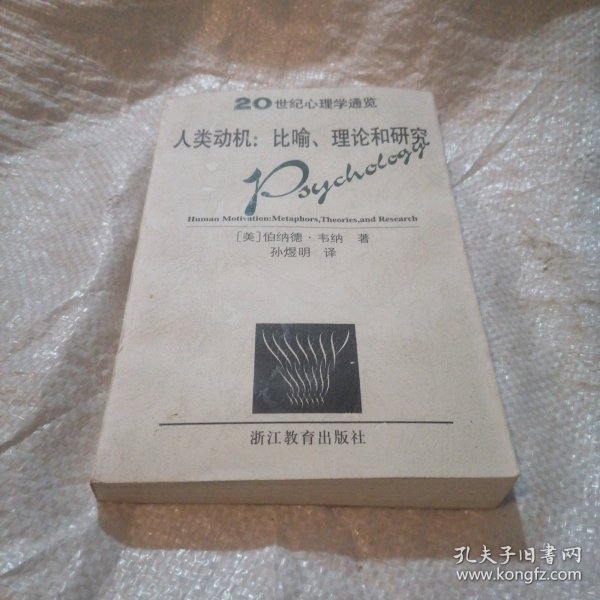 20世纪心理学通览
人类动机：比喻、理论和研究
Psychology
Human Motivation:Metaphors,Theories,and Research
[美]伯纳德·韦纳 著
孙煜明 译
浙江教育出版社
孔夫子旧书网
www.kongfz.com